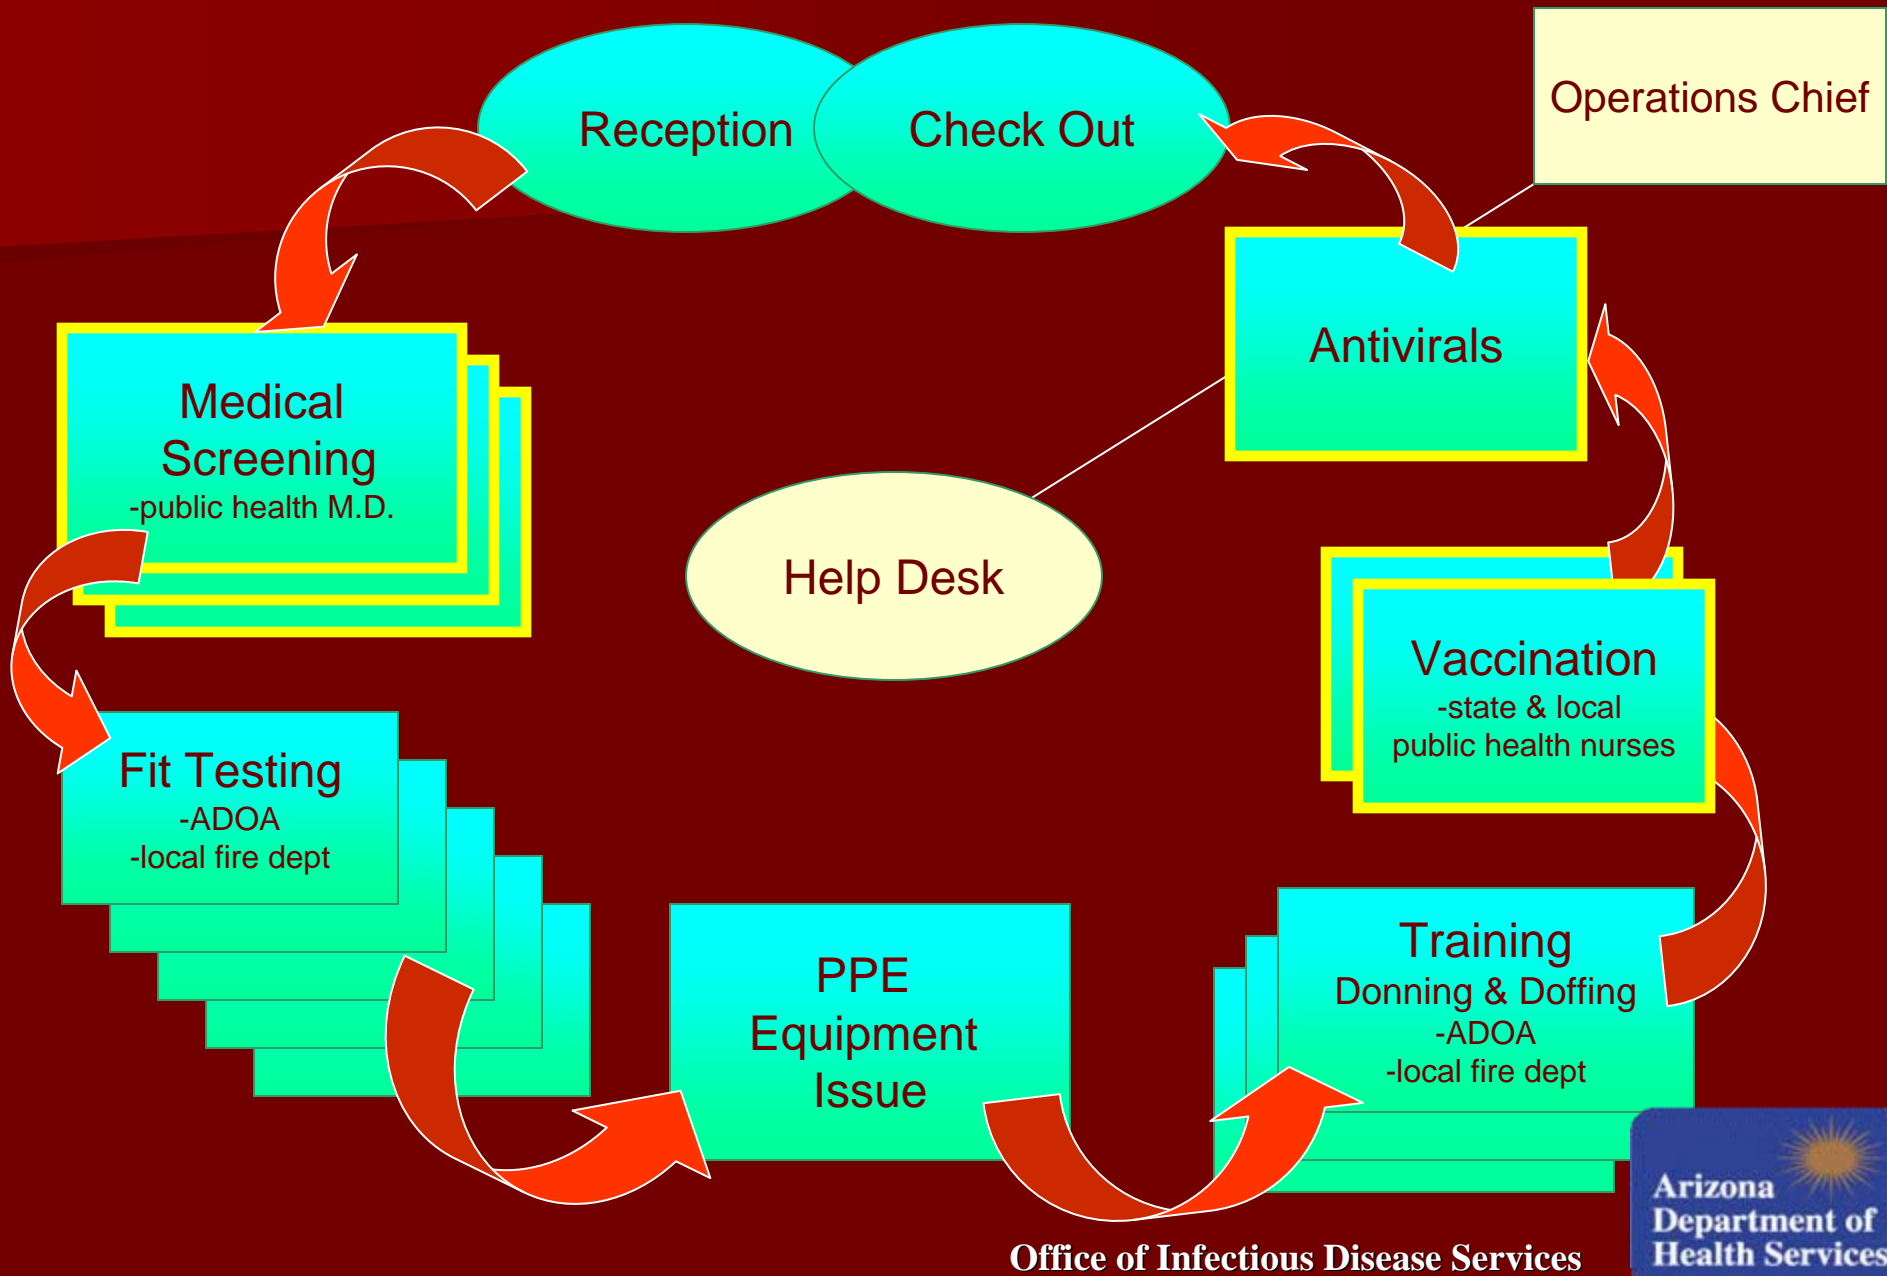 Reception
Check Out
Operations Chief
Antivirals
Medical
Screening
-public health M.D.
Help Desk
Vaccination
-state & local
public health nurses
Fit Testing
-ADOA
-local fire dept
PPE
Equipment
Issue
Training
Donning & Doffing
-ADOA
-local fire dept
Office of Infectious Disease Services
Arizona
Department of
Health Services